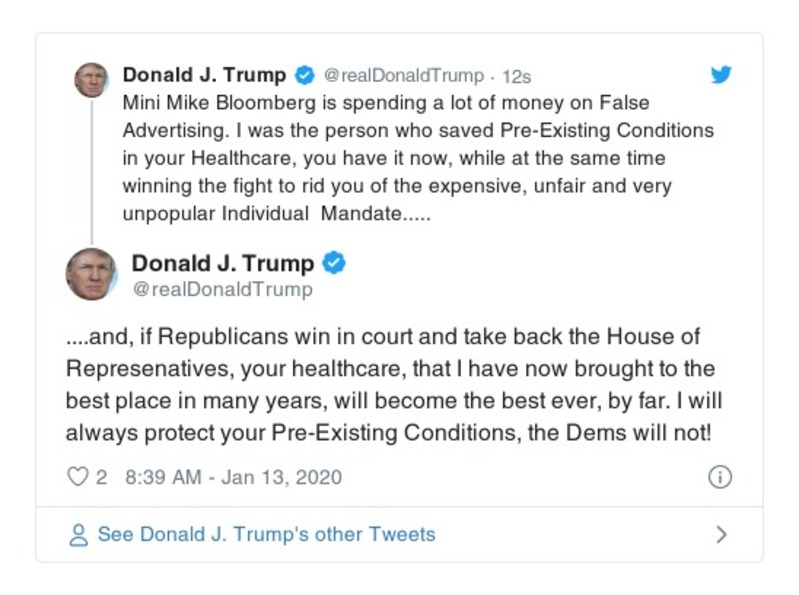 Donald J. Trump @realDonaldTrump · 12s
Mini Mike Bloomberg is spending a lot of money on False
Advertising. I was the person who saved Pre-Existing Conditions
in your Healthcare, you have it now, while at the same time
winning the fight to rid you of the expensive, unfair and very
unpopular Individual  Mandate.....
Donald J. Trump
@realDonaldTrump
....and, if Republicans win in court and take back the House of
Represenatives, your healthcare, that I have now brought to the
best place in many years, will become the best ever, by far. I will
always protect your Pre-Existing Conditions, the Dems will not!
2 8:39 AM - Jan 13, 2020
See Donald J. Trump's other Tweets